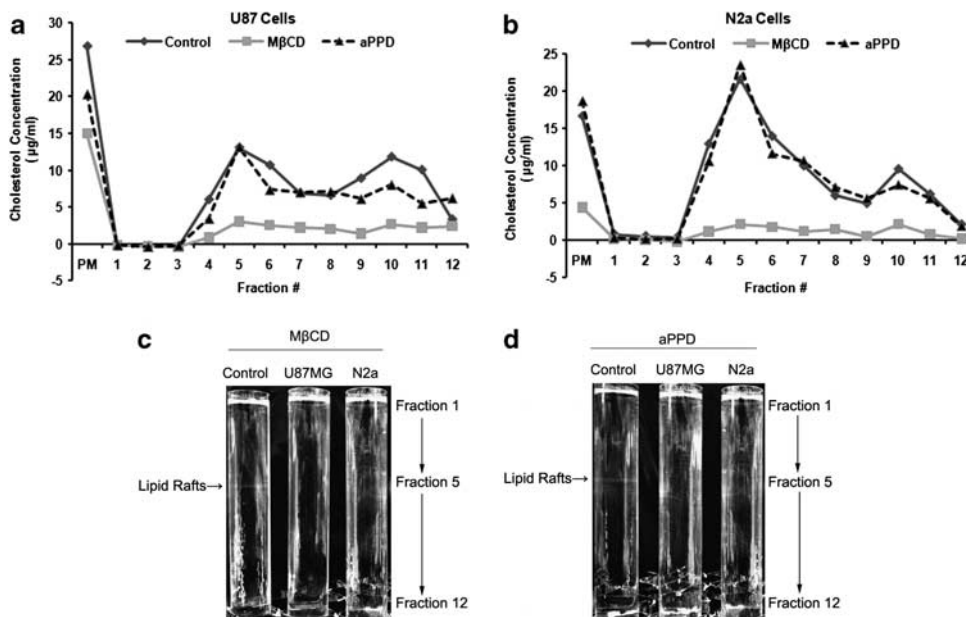 a
U87 Cells
Control
MβCD
aPPD
Cholesterol Concentration
( µg/ml)
30
25
20
15
10
5
0
-5
PM 1 2 3 4 5 6 7 8 9 10 11 12
Fraction #
b
N2a Cells
Control
MβCD
aPPD
Cholesterol Concentration
( µg/ml)
30
25
20
15
10
5
0
-5
PM 1 2 3 4 5 6 7 8 9 10 11 12
Fraction #
c
MβCD
Control U87MG N2a
Fraction 1
Lipid Rafts→
Fraction 5
Fraction 12
d
aPPD
Control U87MG N2a
Fraction 1
Lipid Rafts→
Fraction 5
Fraction 12